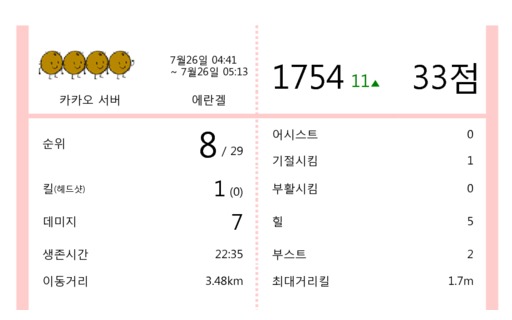 7월26일 04:41
~ 7월26일 05:13
카카오 서버
에란겔
1754 11▲ 33점
순위 8 / 29
킬(헤드샷) 1 (0)
데미지 7
생존시간 22:35
이동거리 3.48km
어시스트 0
기절시킴 1
부활시킴 0
힐 5
부스트 2
최대거리킬 1.7m